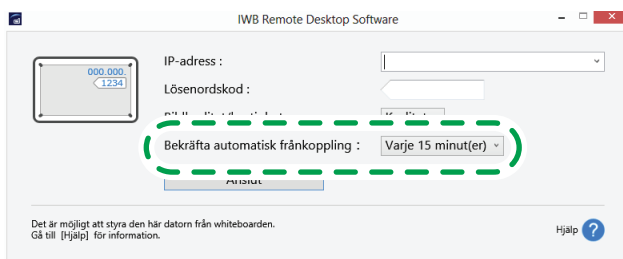 IWB Remote Desktop Software
000.000.
1234
IP-adress :
Lösenordskod :
Bekräfta automatisk frånkoppling :
Varje 15 minut(er)
Anslut
Det är möjligt att styra den här datorn från whiteboarden.
Gå till [Hjälp] för information.
Hjälp ?